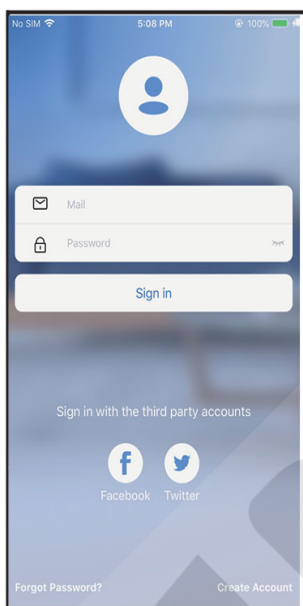 No SIM 5:08 PM 100%
Mail
Password
Sign in
Sign in with the third party accounts
Facebook Twitter
Forgot Password? Create Account